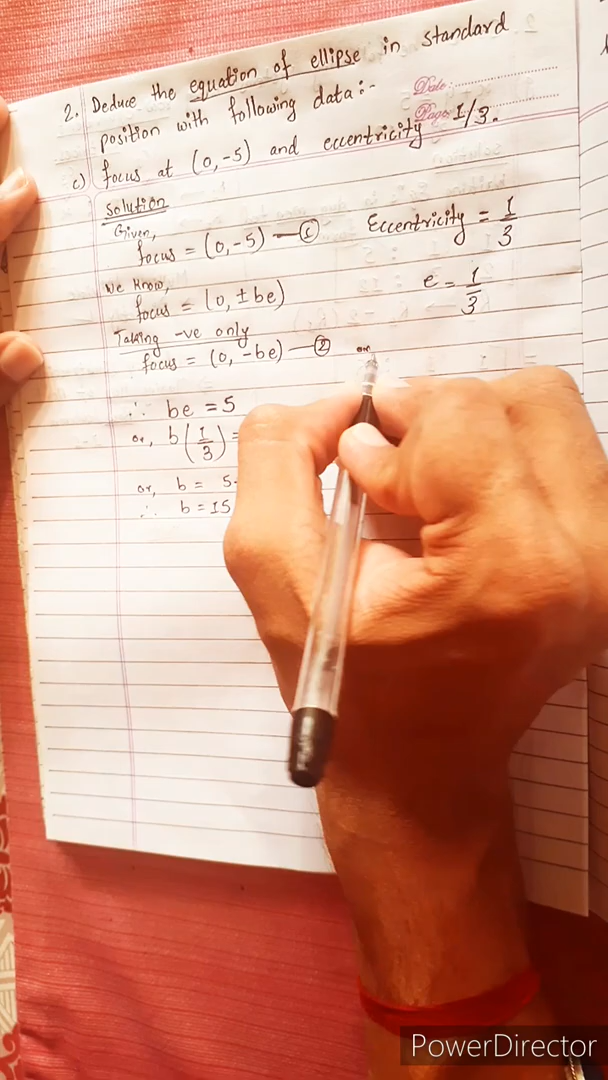 2. Deduce the equation of ellipse in standard
position with following data:-
Date:
Page:
c) focus at (0,-5) and eccentricity 1/3.
solution
Given,
focus = (0,-5) — ①
Eccentricity = 1/3
e = 1/3
We know,
focus = (0, ±be)
Taking -ve only
focus = (0, -be) — ②
or
∴ be = 5
or, b(1/3) =
or, b = 5.
∴ b = 15
PowerDirector